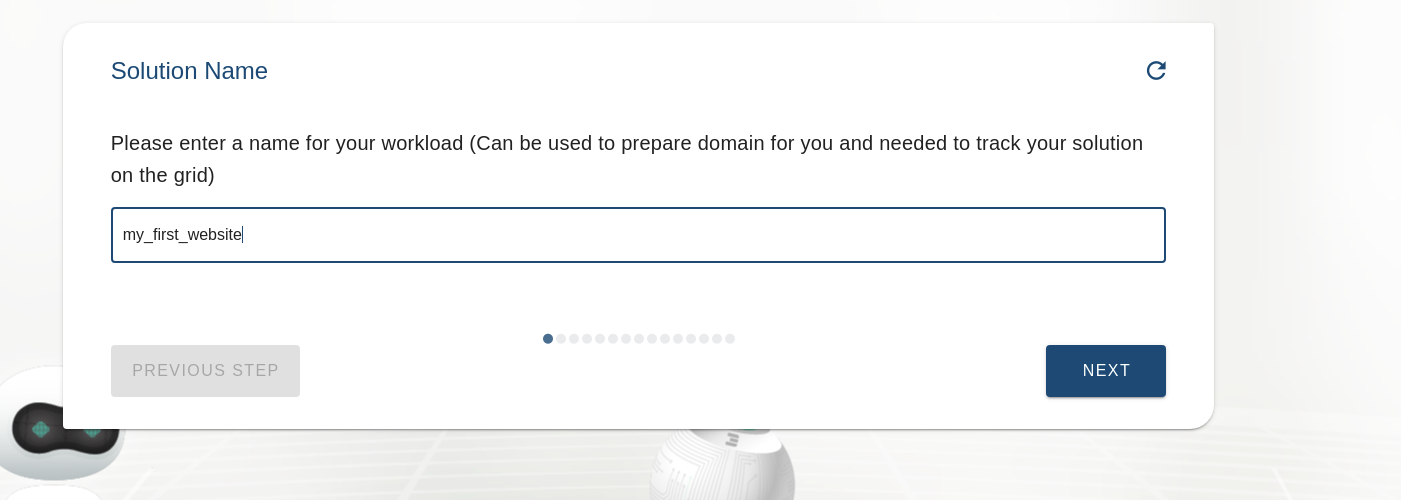 Solution Name
Please enter a name for your workload (Can be used to prepare domain for you and needed to track your solution
on the grid)
my_first_website
PREVIOUS STEP
NEXT